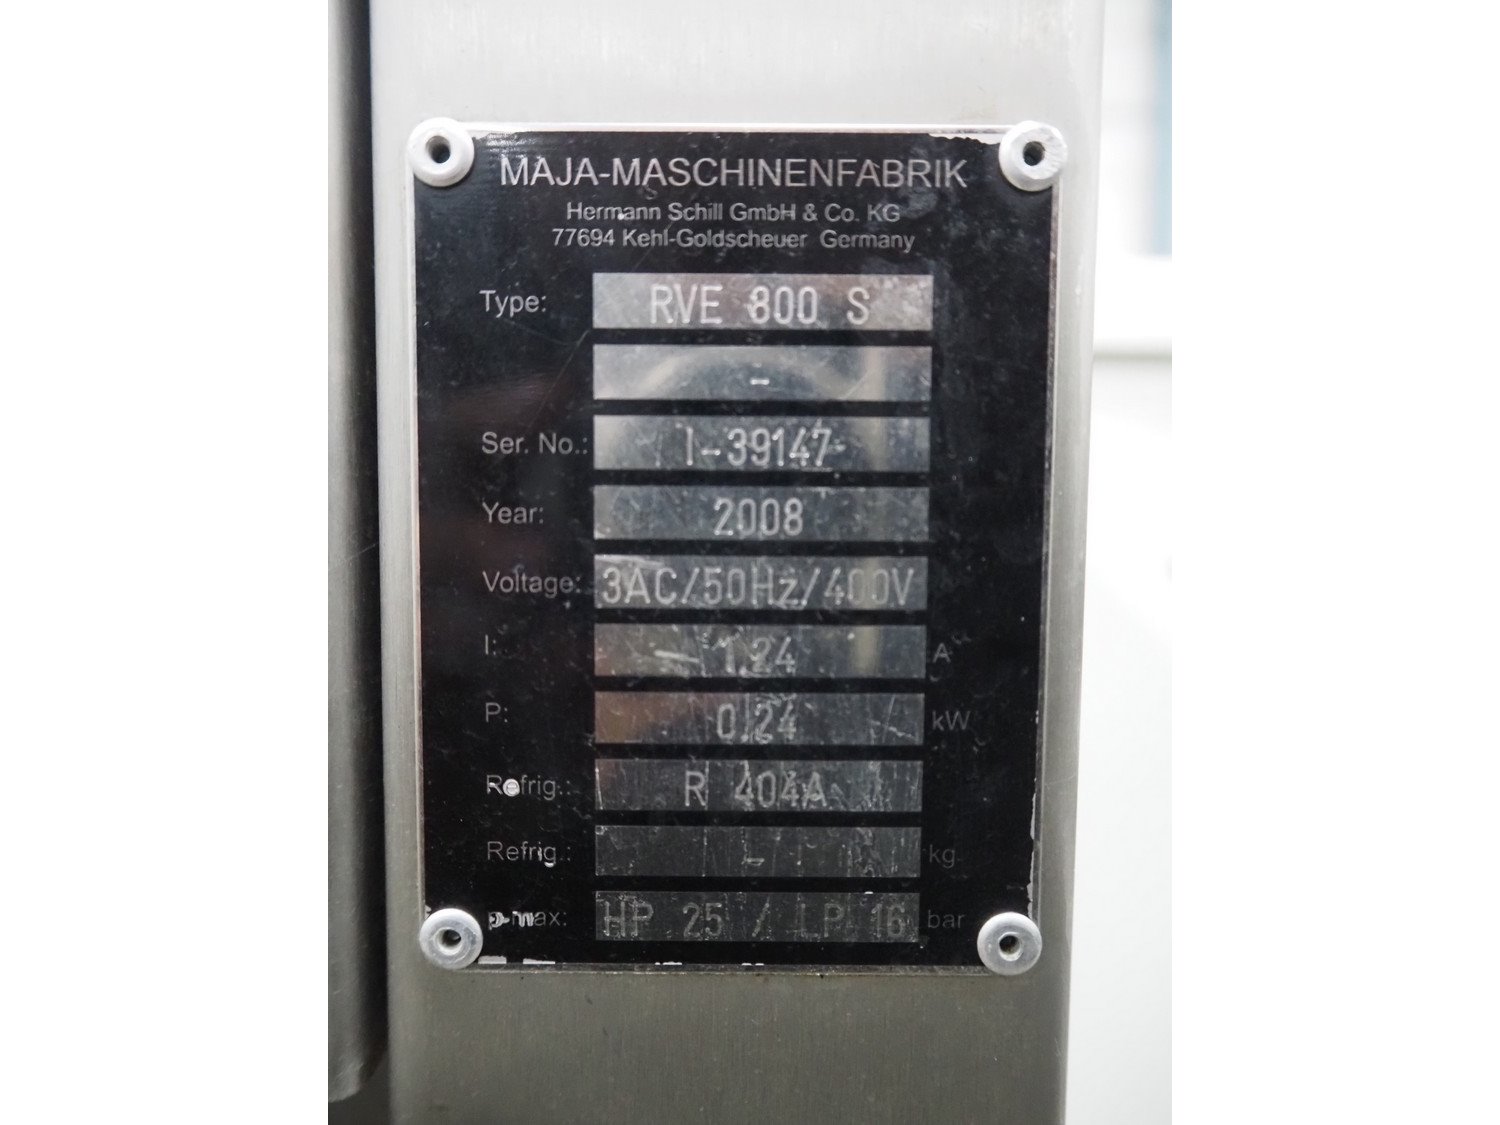 MAJA-MASCHINENFABRIK
Hermann Schill GmbH & Co. KG
77694 Kehl-Goldscheuer Germany
Type: RVE 800 S
-
Ser. No.: I-39147
Year: 2008
Voltage: 3AC/50Hz/400V
I: 1,24 A
P: 0,24 kW
Refrig.: R 404A
Refrig.: - kg
p-max: HP 25 / LP 16 bar